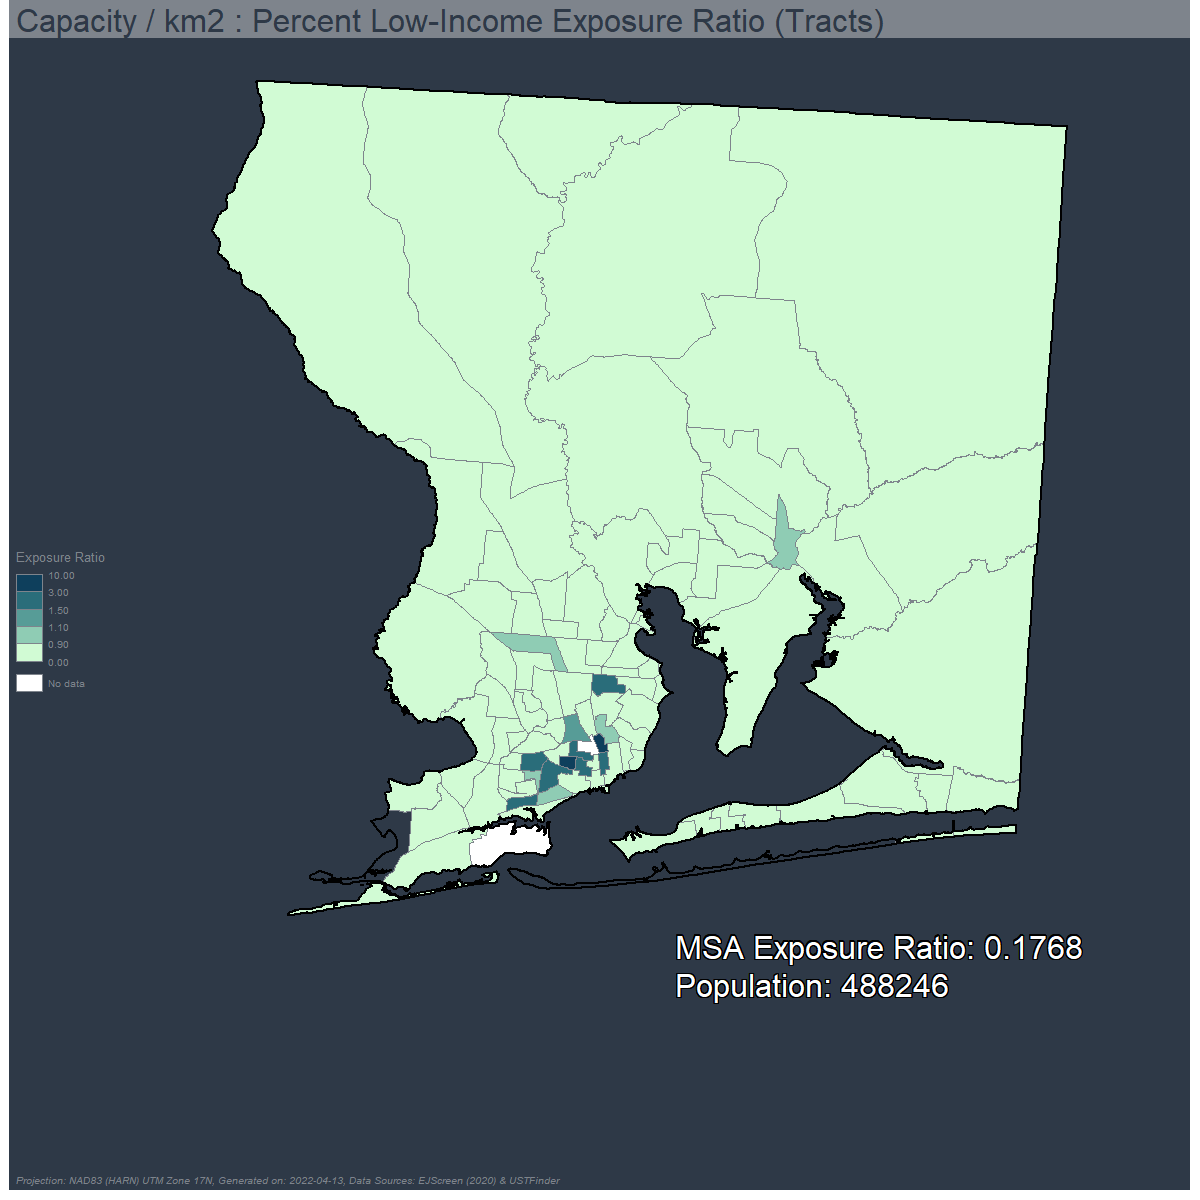 Capacity / km2 : Percent Low-Income Exposure Ratio (Tracts)
Exposure Ratio
10.00
3.00
1.50
1.10
0.90
0.00
No data
MSA Exposure Ratio: 0.1768
Population: 488246
Projection: NAD83 (HARN) UTM Zone 17N, Generated on: 2022-04-13, Data Sources: EJScreen (2020) & USTFinder